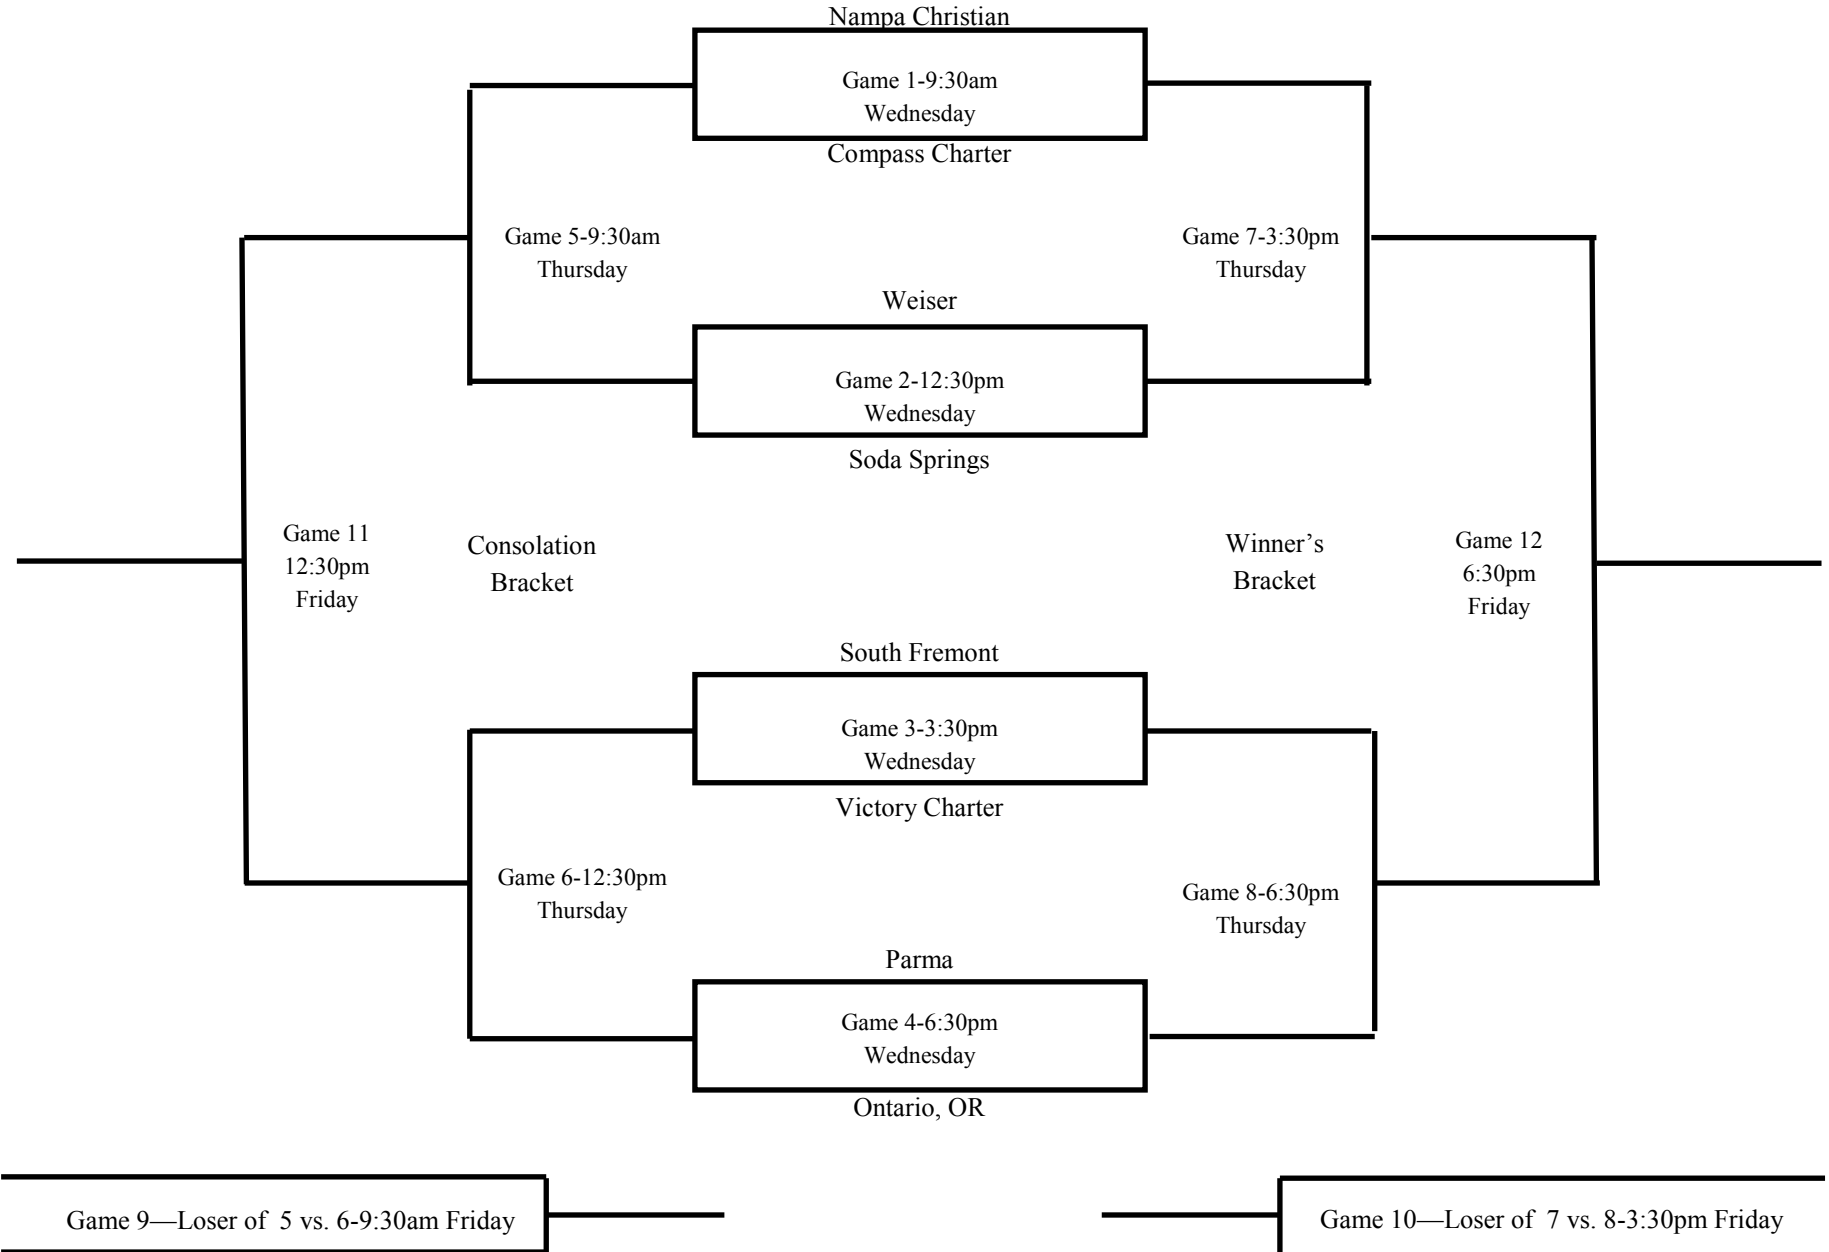 Nampa Christian
Game 1-9:30am
Wednesday
Compass Charter
Game 5-9:30am
Thursday
Game 7-3:30pm
Thursday
Weiser
Game 2-12:30pm
Wednesday
Soda Springs
Game 11
12:30pm
Friday
Consolation
Bracket
Winner’s
Bracket
Game 12
6:30pm
Friday
South Fremont
Game 3-3:30pm
Wednesday
Victory Charter
Game 6-12:30pm
Thursday
Game 8-6:30pm
Thursday
Parma
Game 4-6:30pm
Wednesday
Ontario, OR
Game 9—Loser of 5 vs. 6-9:30am Friday
Game 10—Loser of 7 vs. 8-3:30pm Friday